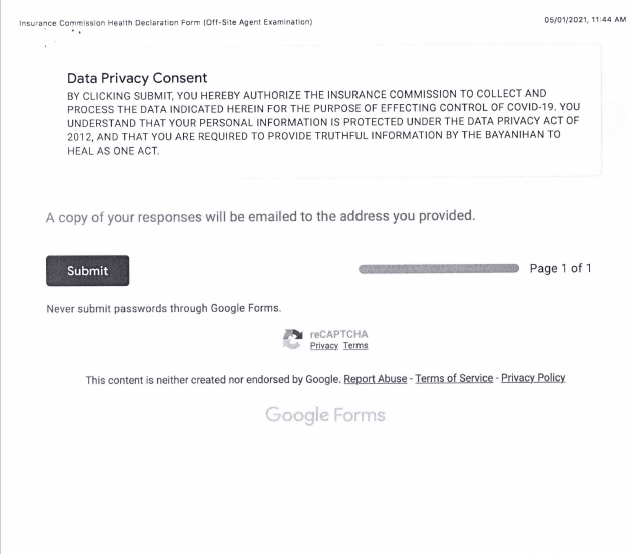 Insurance Commission Health Declaration Form (Off-Site Agent Examination)
05/01/2021, 11:44 AM
Data Privacy Consent
BY CLICKING SUBMIT, YOU HEREBY AUTHORIZE THE INSURANCE COMMISSION TO COLLECT AND
PROCESS THE DATA INDICATED HEREIN FOR THE PURPOSE OF EFFECTING CONTROL OF COVID-19. YOU
UNDERSTAND THAT YOUR PERSONAL INFORMATION IS PROTECTED UNDER THE DATA PRIVACY ACT OF
2012, AND THAT YOU ARE REQUIRED TO PROVIDE TRUTHFUL INFORMATION BY THE BAYANIHAN TO
HEAL AS ONE ACT.
A copy of your responses will be emailed to the address you provided.
Submit
Page 1 of 1
Never submit passwords through Google Forms.
reCAPTCHA
Privacy Terms
This content is neither created nor endorsed by Google. Report Abuse - Terms of Service - Privacy Policy
Google Forms